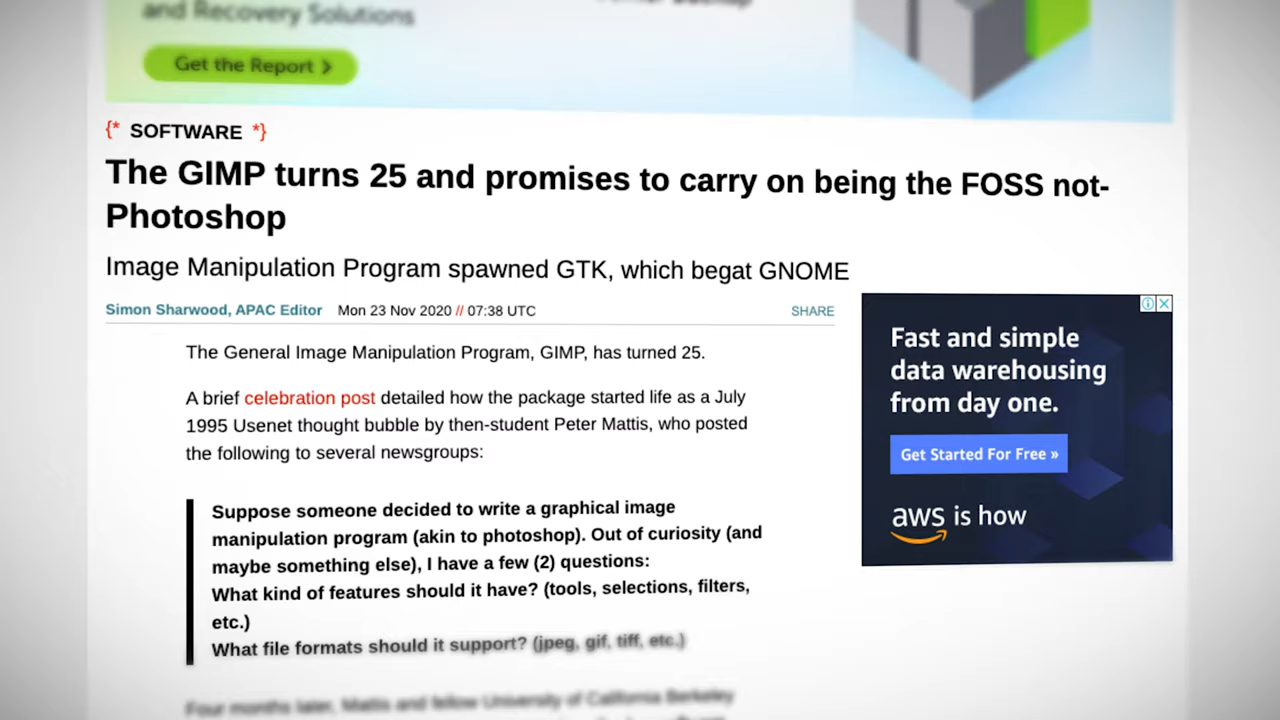 and Recovery Solutions
Get the Report >
{* SOFTWARE *}
The GIMP turns 25 and promises to carry on being the FOSS not-
Photoshop
Image Manipulation Program spawned GTK, which begat GNOME
Simon Sharwood, APAC Editor Mon 23 Nov 2020 // 07:38 UTC
SHARE
The General Image Manipulation Program, GIMP, has turned 25.
A brief celebration post detailed how the package started life as a July
1995 Usenet thought bubble by then-student Peter Mattis, who posted
the following to several newsgroups:
Suppose someone decided to write a graphical image
manipulation program (akin to photoshop). Out of curiosity (and
maybe something else), I have a few (2) questions:
What kind of features should it have? (tools, selections, filters,
etc.)
What file formats should it support? (jpeg, gif, tiff, etc.)
Four months later, Mattis and fellow University of California Berkeley
Fast and simple
data warehousing
from day one.
Get Started For Free »
aws is how